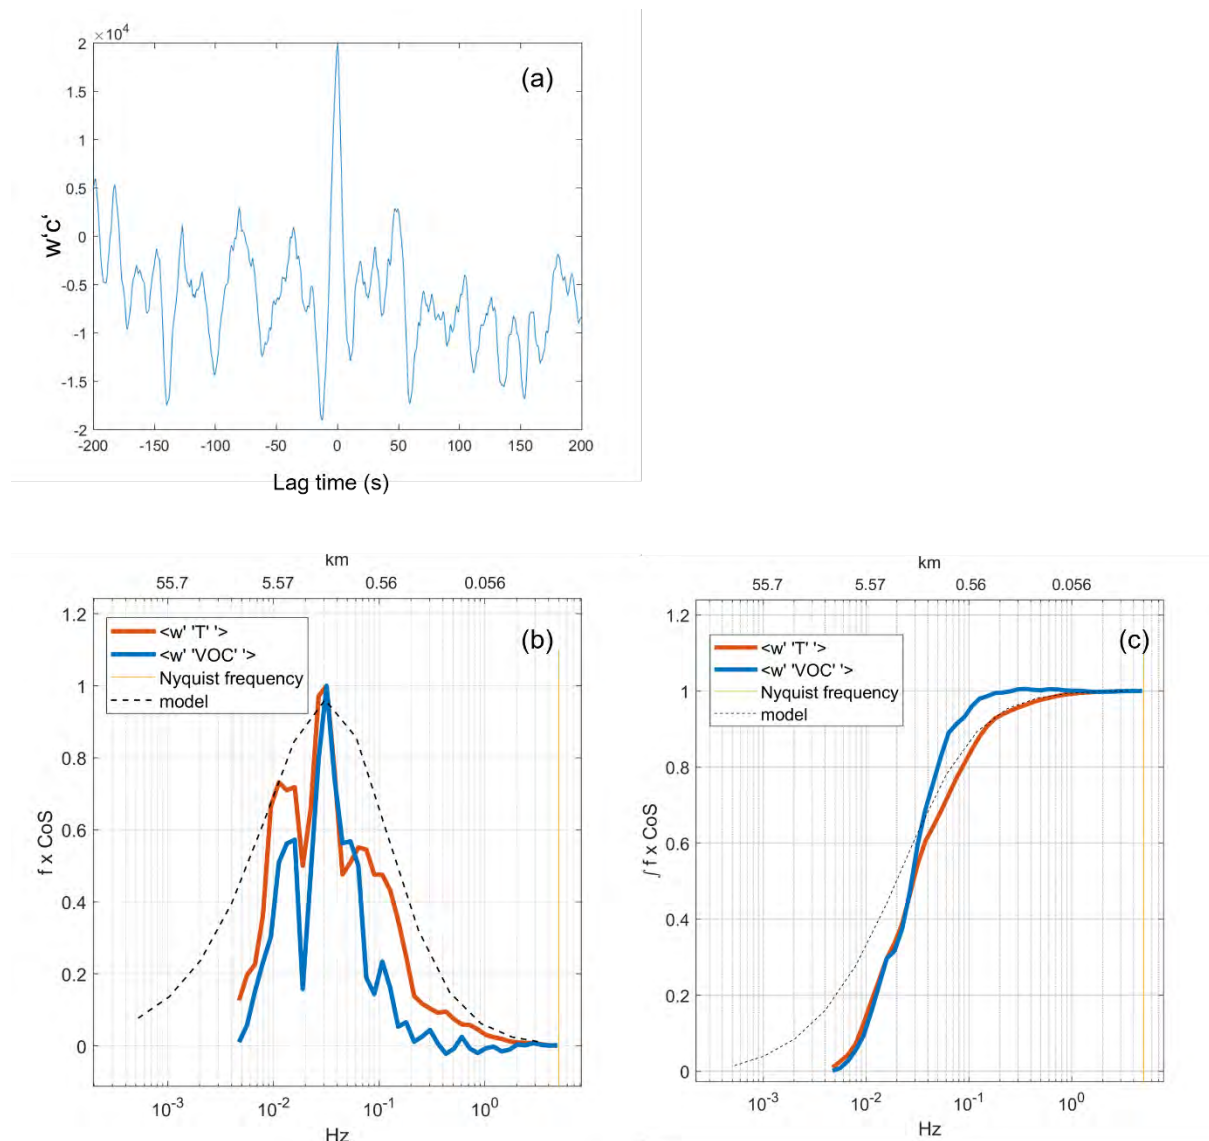 ×10⁴
2
1.5
1
0.5
0
-0.5
-1
-1.5
-2
w‘c‘
(a)
-200 -150 -100 -50 0 50 100 150 200
Lag time (s)
km
55.7 5.57 0.56 0.056
1.2
1
0.8
0.6
0.4
0.2
0
f x CoS
<w' 'T' '>
<w' 'VOC' '>
Nyquist frequency
model
(b)
10⁻³ 10⁻² 10⁻¹ 10⁰
Hz
km
55.7 5.57 0.56 0.056
1.2
1
0.8
0.6
0.4
0.2
0
∫ f x CoS
<w' 'T' '>
<w' 'VOC' '>
Nyquist frequency
model
(c)
10⁻³ 10⁻² 10⁻¹ 10⁰
Hz